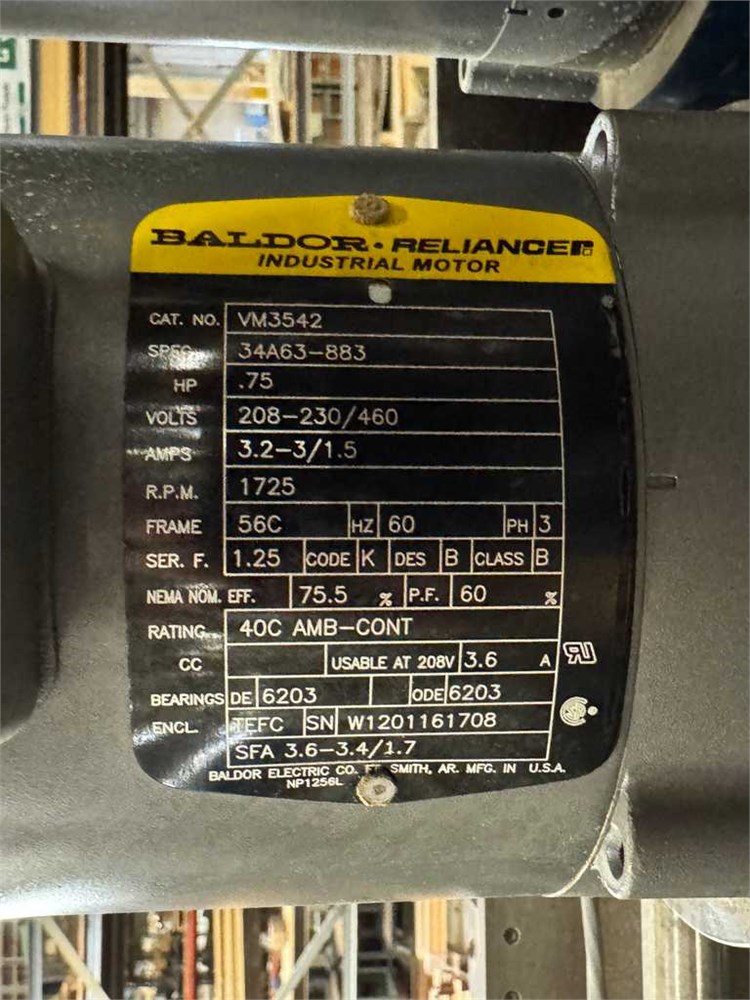 BALDOR · RELIANCER
INDUSTRIAL MOTOR
CAT. NO. VM3542
SPEC. 34A63-883
HP .75
VOLTS 208-230/460
AMPS 3.2-3/1.5
R.P.M. 1725
FRAME 56C HZ 60 PH 3
SER. F. 1.25 CODE K DES B CLASS B
NEMA NOM. EFF. 75.5 % P.F. 60 %
RATING 40C AMB-CONT
CC USABLE AT 208V 3.6 A
BEARINGS DE 6203 ODE 6203
ENCL. TEFC SN W1201161708
SFA 3.6-3.4/1.7
BALDOR ELECTRIC CO. FT. SMITH, AR. MFG. IN U.S.A.
NP1256L